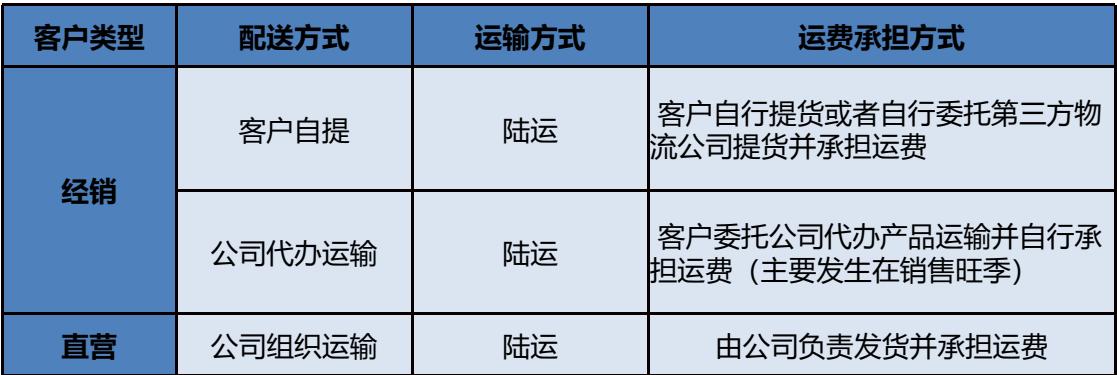 客户类型 配送方式 运输方式 运费承担方式
经销
客户自提 陆运
客户自行提货或者自行委托第三方物
流公司提货并承担运费
公司代办运输 陆运
客户委托公司代办产品运输并自行承
担运费（主要发生在销售旺季）
直营 公司组织运输 陆运 由公司负责发货并承担运费